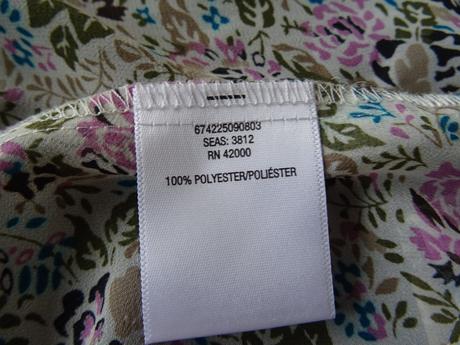 674225090803
SEAS: 3812
RN 42000
100% POLYESTER/POLIÉSTER